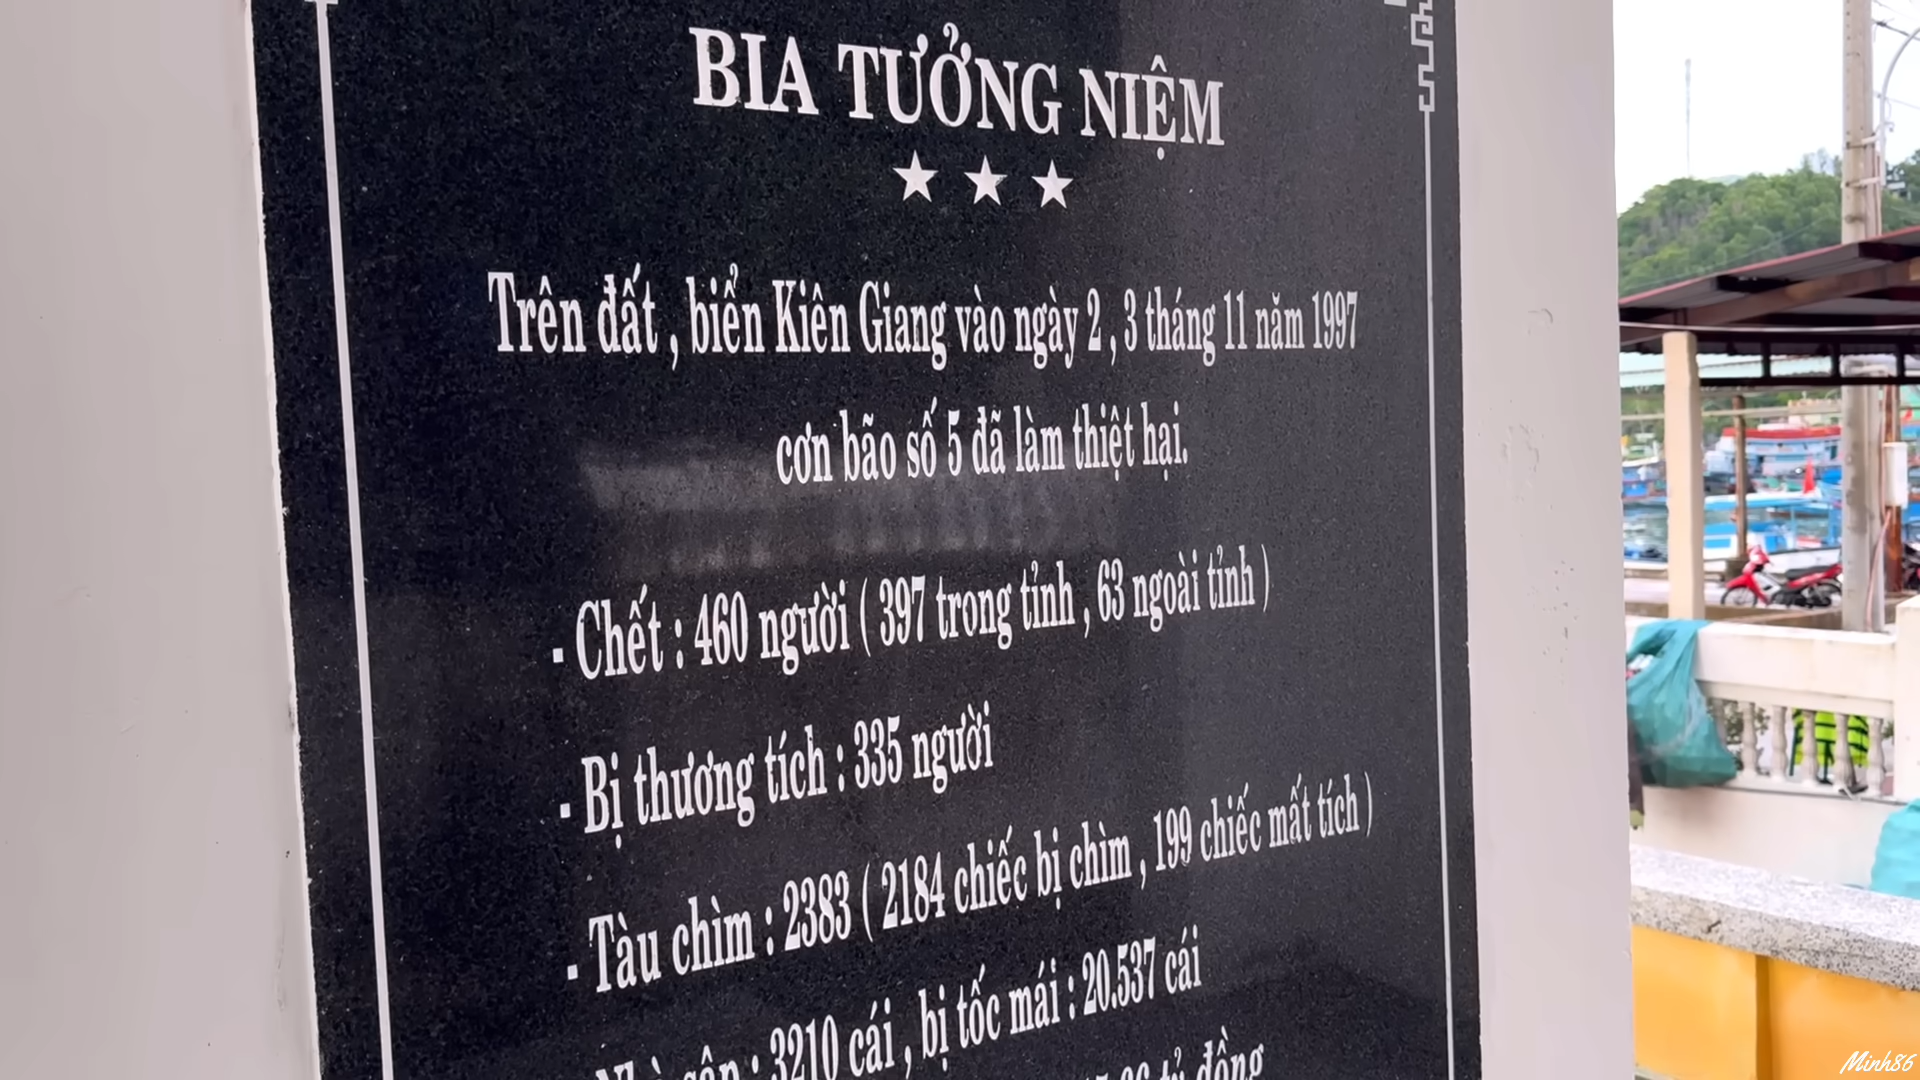 BIA TƯỞNG NIỆM
Trên đất , biển Kiên Giang vào ngày 2 , 3 tháng 11 năm 1997
cơn bão số 5 đã làm thiệt hại.
- Chết : 460 người ( 397 trong tỉnh , 63 ngoài tỉnh )
- Bị thương tích : 335 người
- Tàu chìm : 2383 ( 2184 chiếc bị chìm , 199 chiếc mất tích )
3210 cái , bị tốc mái : 20.537 cái
tỷ đồng
Minh86